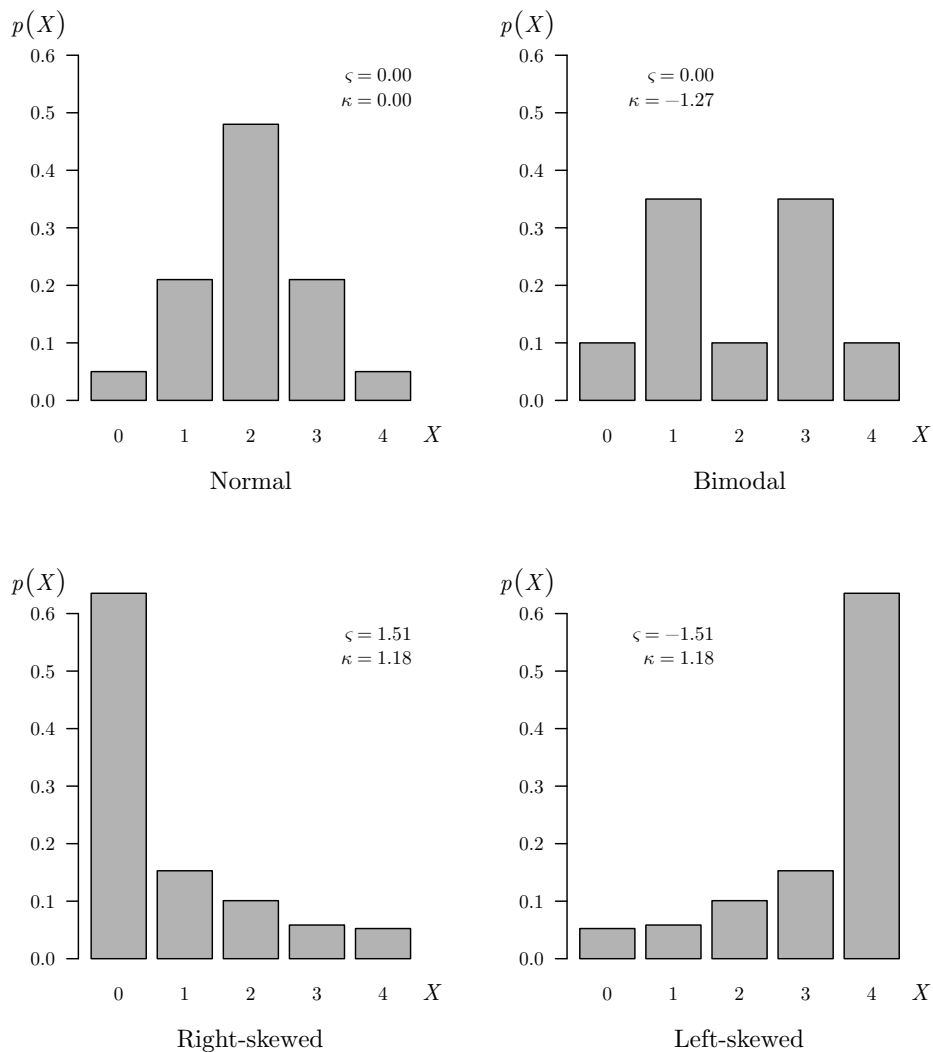 p(X)
0.6
ς = 0.00
κ = 0.00
0.5
0.4
0.3
0.2
0.1
0.0
0 1 2 3 4 X
Normal
p(X)
0.6
ς = 0.00
κ = −1.27
0.5
0.4
0.3
0.2
0.1
0.0
0 1 2 3 4 X
Bimodal
p(X)
0.6
ς = 1.51
κ = 1.18
0.5
0.4
0.3
0.2
0.1
0.0
0 1 2 3 4 X
Right-skewed
p(X)
0.6
ς = −1.51
κ = 1.18
0.5
0.4
0.3
0.2
0.1
0.0
0 1 2 3 4 X
Left-skewed